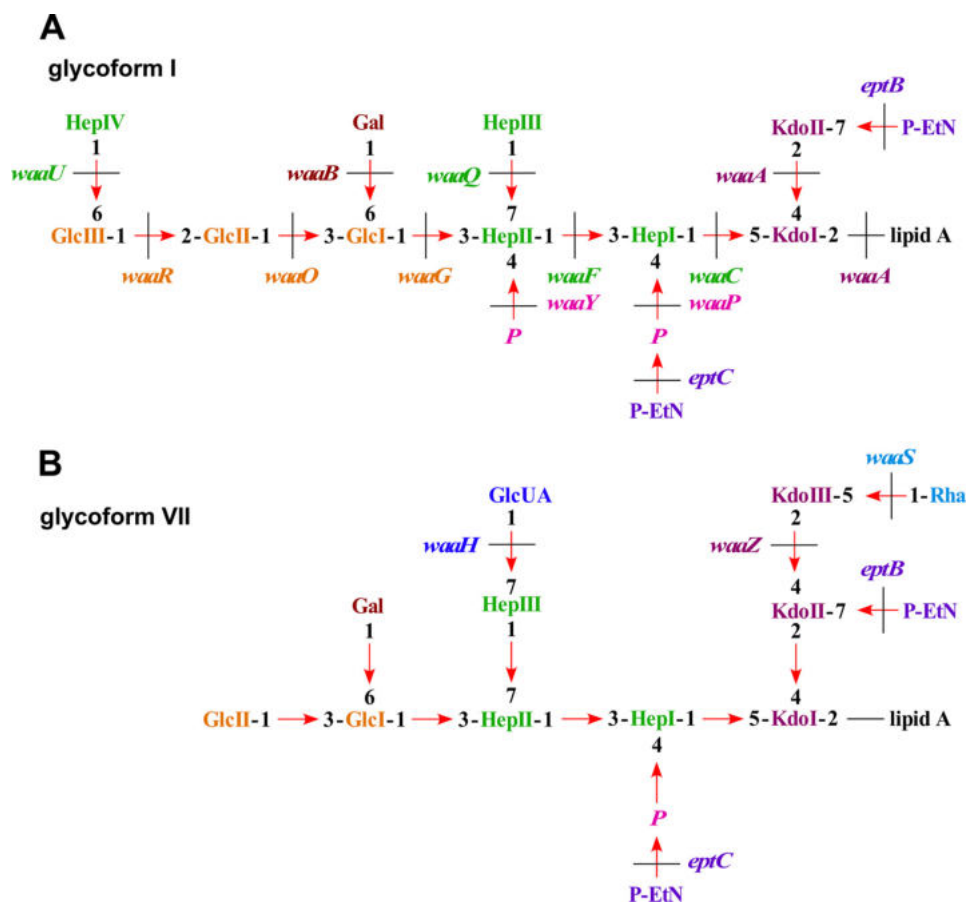 A
glycoform I
eptB
HepIV Gal HepIII KdoII-7 P-EtN
1 1 1 2
waaU waaB waaQ waaA
6 6 7 4
GlcIII-1 2-GlcII-1 3-GlcI-1 3-HepII-1 3-HepI-1 5-KdoI-2 lipid A
4 4
waaR waaO waaG waaF waaC waaA
waaY waaP
P P
eptC
P-EtN
B
glycoform VII
waaS
GlcUA KdoIII-5 1-Rha
1 2
waaH waaZ
eptB
7 4
Gal HepIII KdoII-7 P-EtN
1 1 2
6 7 4
GlcII-1 3-GlcI-1 3-HepII-1 3-HepI-1 5-KdoI-2 lipid A
4
P
eptC
P-EtN